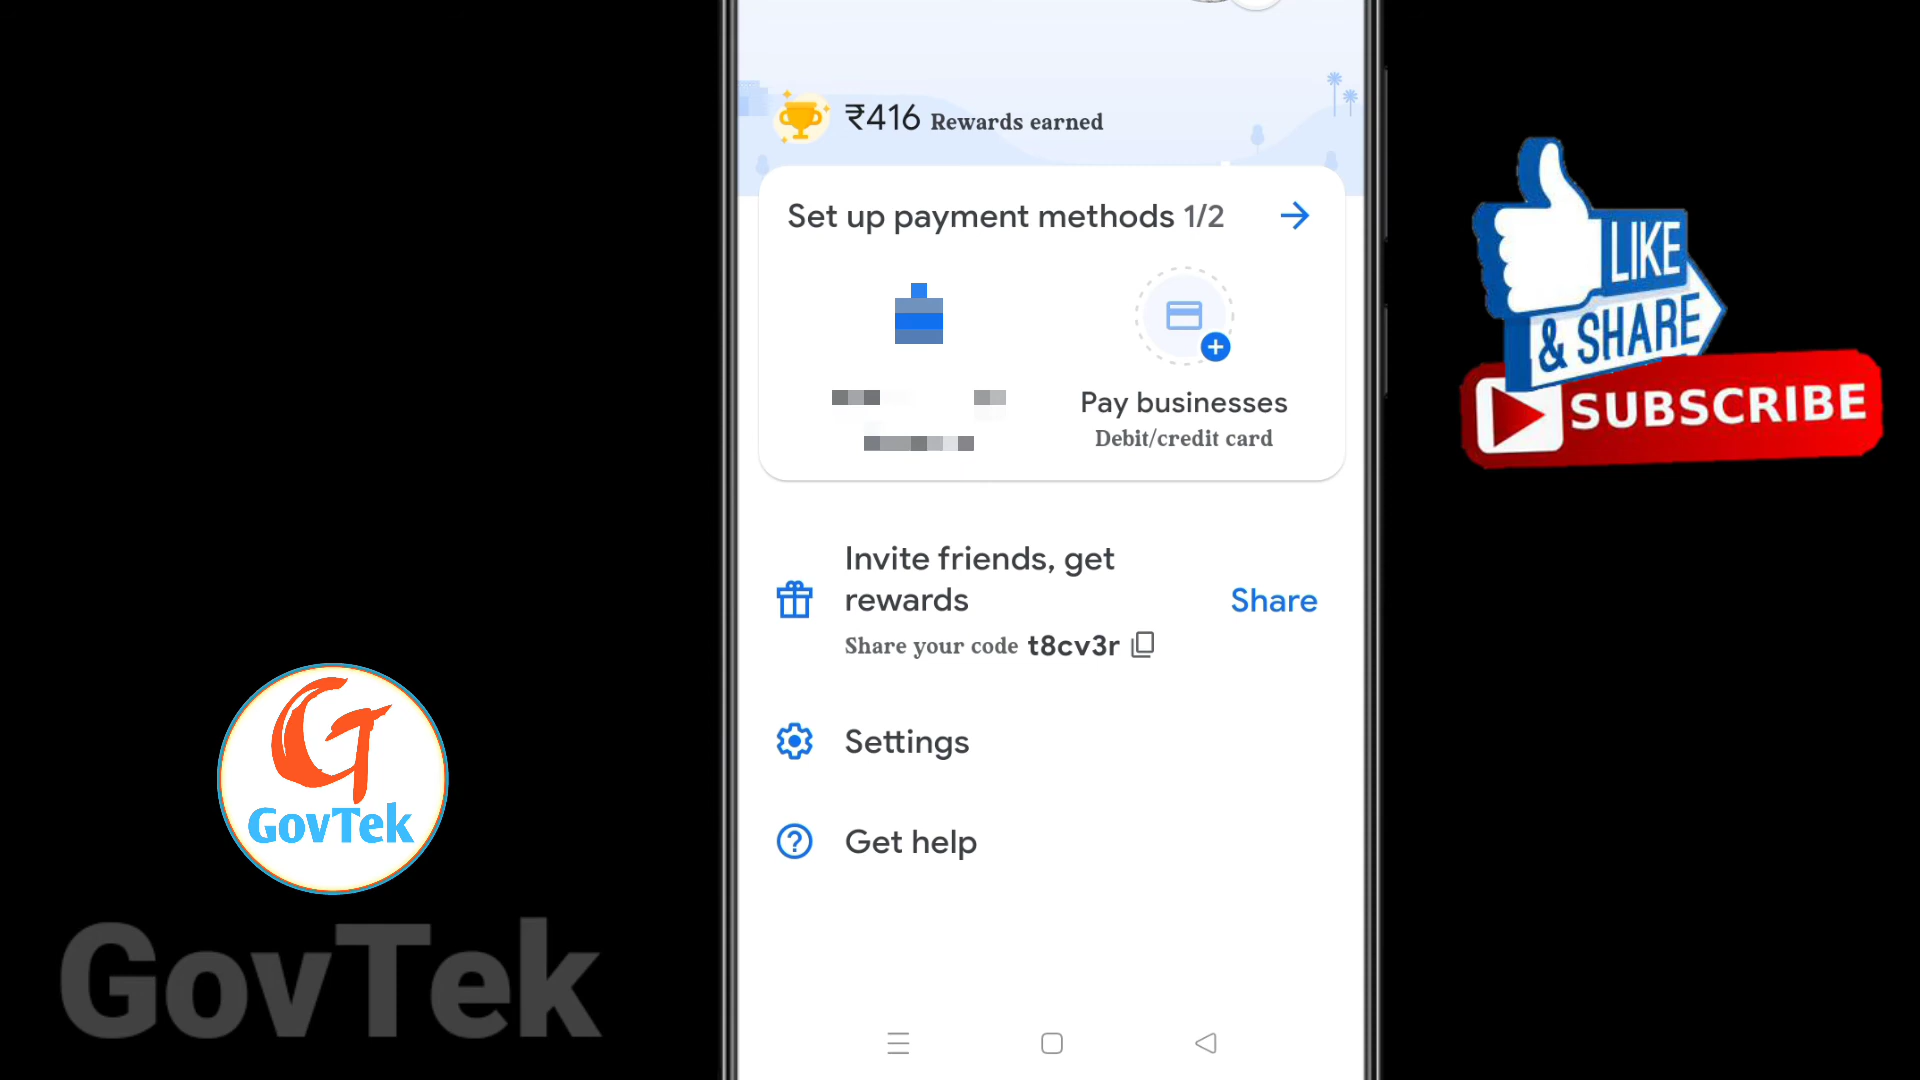 ₹416 Rewards earned
Set up payment methods 1/2
Pay businesses
Debit/credit card
Invite friends, get
rewards
Share
Share your code t8cv3r
Settings
Get help
LIKE
& SHARE
SUBSCRIBE
GovTek
GovTek